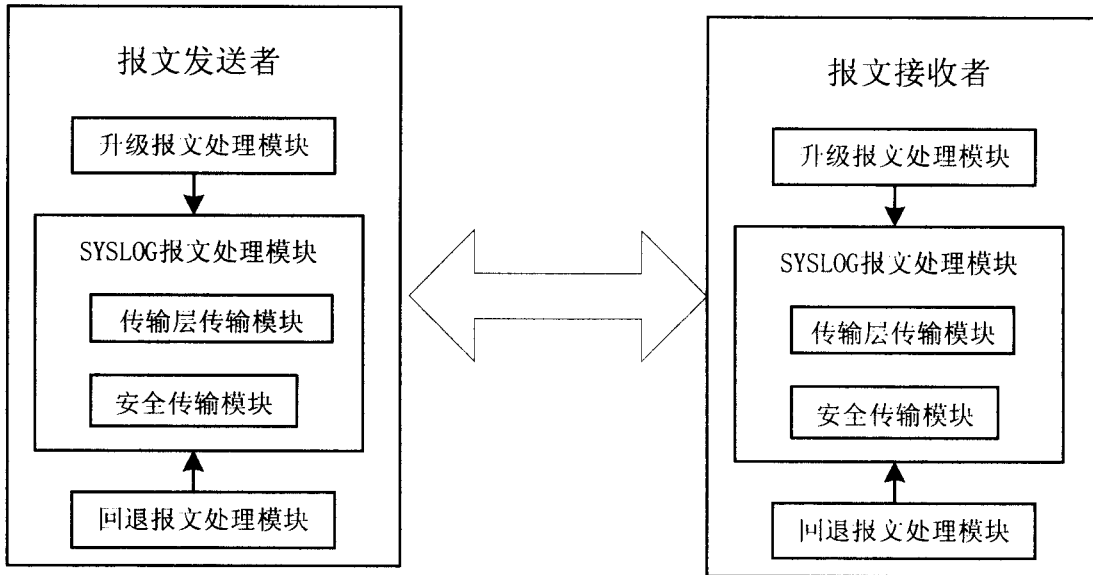 报文发送者
升级报文处理模块
SYSLOG报文处理模块
传输层传输模块
安全传输模块
回退报文处理模块
报文接收者
升级报文处理模块
SYSLOG报文处理模块
传输层传输模块
安全传输模块
回退报文处理模块